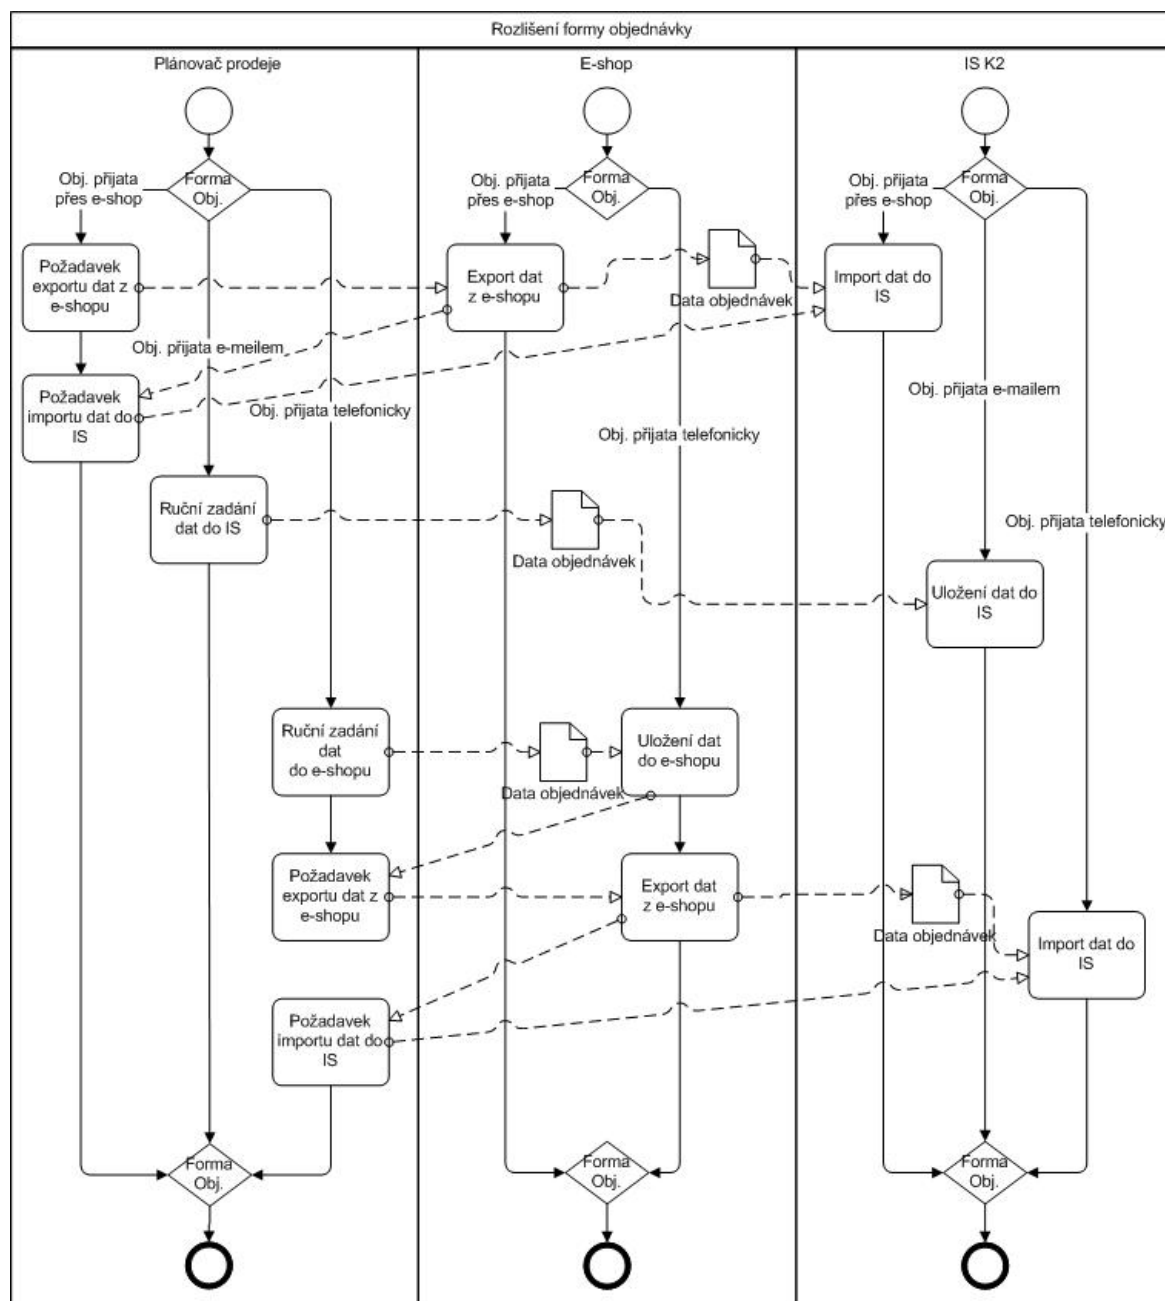 Rozlišení formy objednávky
Plánovač prodeje
E-shop
IS K2
Obj. přijata
přes e-shop
Forma
Obj.
Obj. přijata
přes e-shop
Forma
Obj.
Obj. přijata
přes e-shop
Forma
Obj.
Požadavek
exportu dat z
e-shopu
Export dat
z e-shopu
Data objednávek
Import dat do
IS
Obj. přijata e-meilem
Požadavek
importu dat do
IS
Obj. přijata telefonicky
Obj. přijata e-mailem
Obj. přijata telefonicky
Ruční zadání
dat do IS
Data objednávek
Obj. přijata telefonicky
Uložení dat do
IS
Ruční zadání
dat
do e-shopu
Data objednávek
Uložení dat
do e-shopu
Požadavek
exportu dat z
e-shopu
Export dat
z e-shopu
Data objednávek
Import dat do
IS
Požadavek
importu dat do
IS
Forma
Obj.
Forma
Obj.
Forma
Obj.